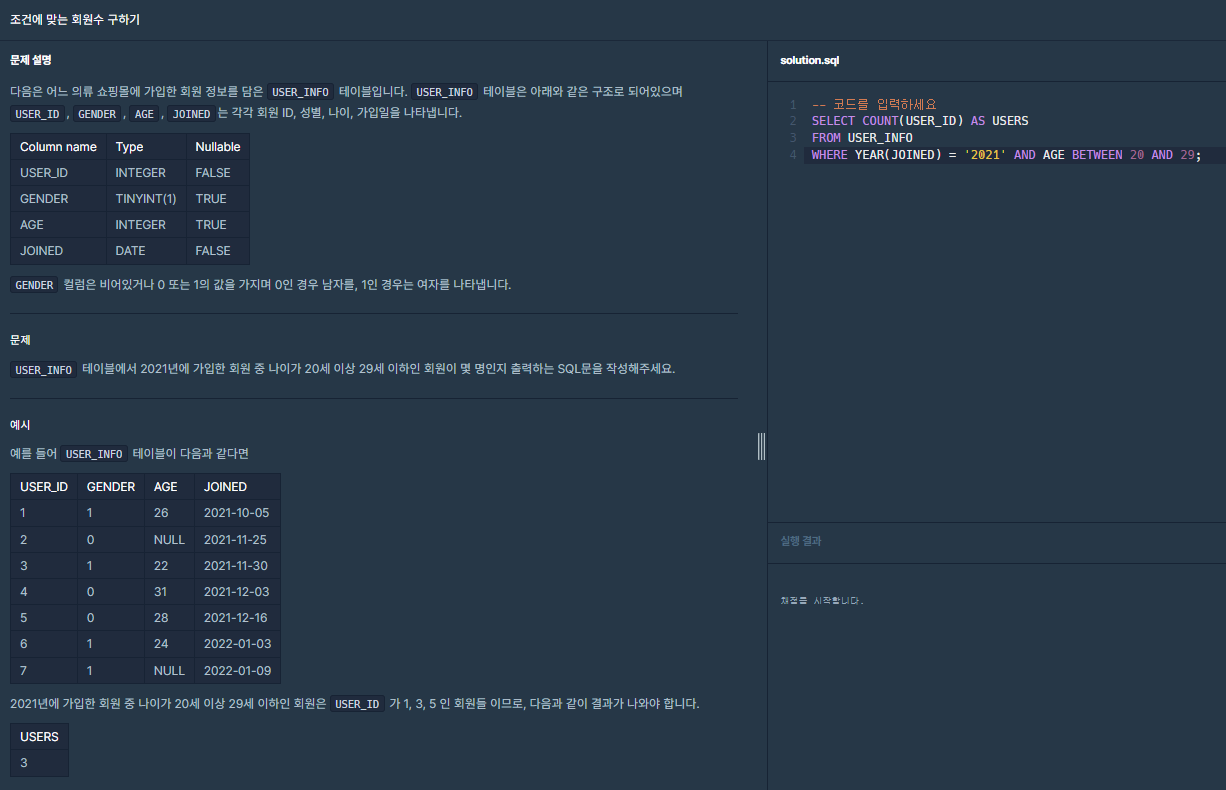 조건에 맞는 회원수 구하기
문제 설명
다음은 어느 의류 쇼핑몰에 가입한 회원 정보를 담은 USER_INFO 테이블입니다. USER_INFO 테이블은 아래와 같은 구조로 되어있으며
USER_ID , GENDER , AGE , JOINED 는 각각 회원 ID, 성별, 나이, 가입일을 나타냅니다.
Column name Type Nullable
USER_ID INTEGER FALSE
GENDER TINYINT(1) TRUE
AGE INTEGER TRUE
JOINED DATE FALSE
GENDER 컬럼은 비어있거나 0 또는 1의 값을 가지며 0인 경우 남자를, 1인 경우는 여자를 나타냅니다.
문제
USER_INFO 테이블에서 2021년에 가입한 회원 중 나이가 20세 이상 29세 이하인 회원이 몇 명인지 출력하는 SQL문을 작성해주세요.
예시
예를 들어 USER_INFO 테이블이 다음과 같다면
USER_ID GENDER AGE JOINED
1 1 26 2021-10-05
2 0 NULL 2021-11-25
3 1 22 2021-11-30
4 0 31 2021-12-03
5 0 28 2021-12-16
6 1 24 2022-01-03
7 1 NULL 2022-01-09
2021년에 가입한 회원 중 나이가 20세 이상 29세 이하인 회원은 USER_ID 가 1, 3, 5 인 회원들 이므로, 다음과 같이 결과가 나와야 합니다.
USERS
3
solution.sql
1 -- 코드를 입력하세요
2 SELECT COUNT(USER_ID) AS USERS
3 FROM USER_INFO
4 WHERE YEAR(JOINED) = '2021' AND AGE BETWEEN 20 AND 29;
실행 결과
채점을 시작합니다.